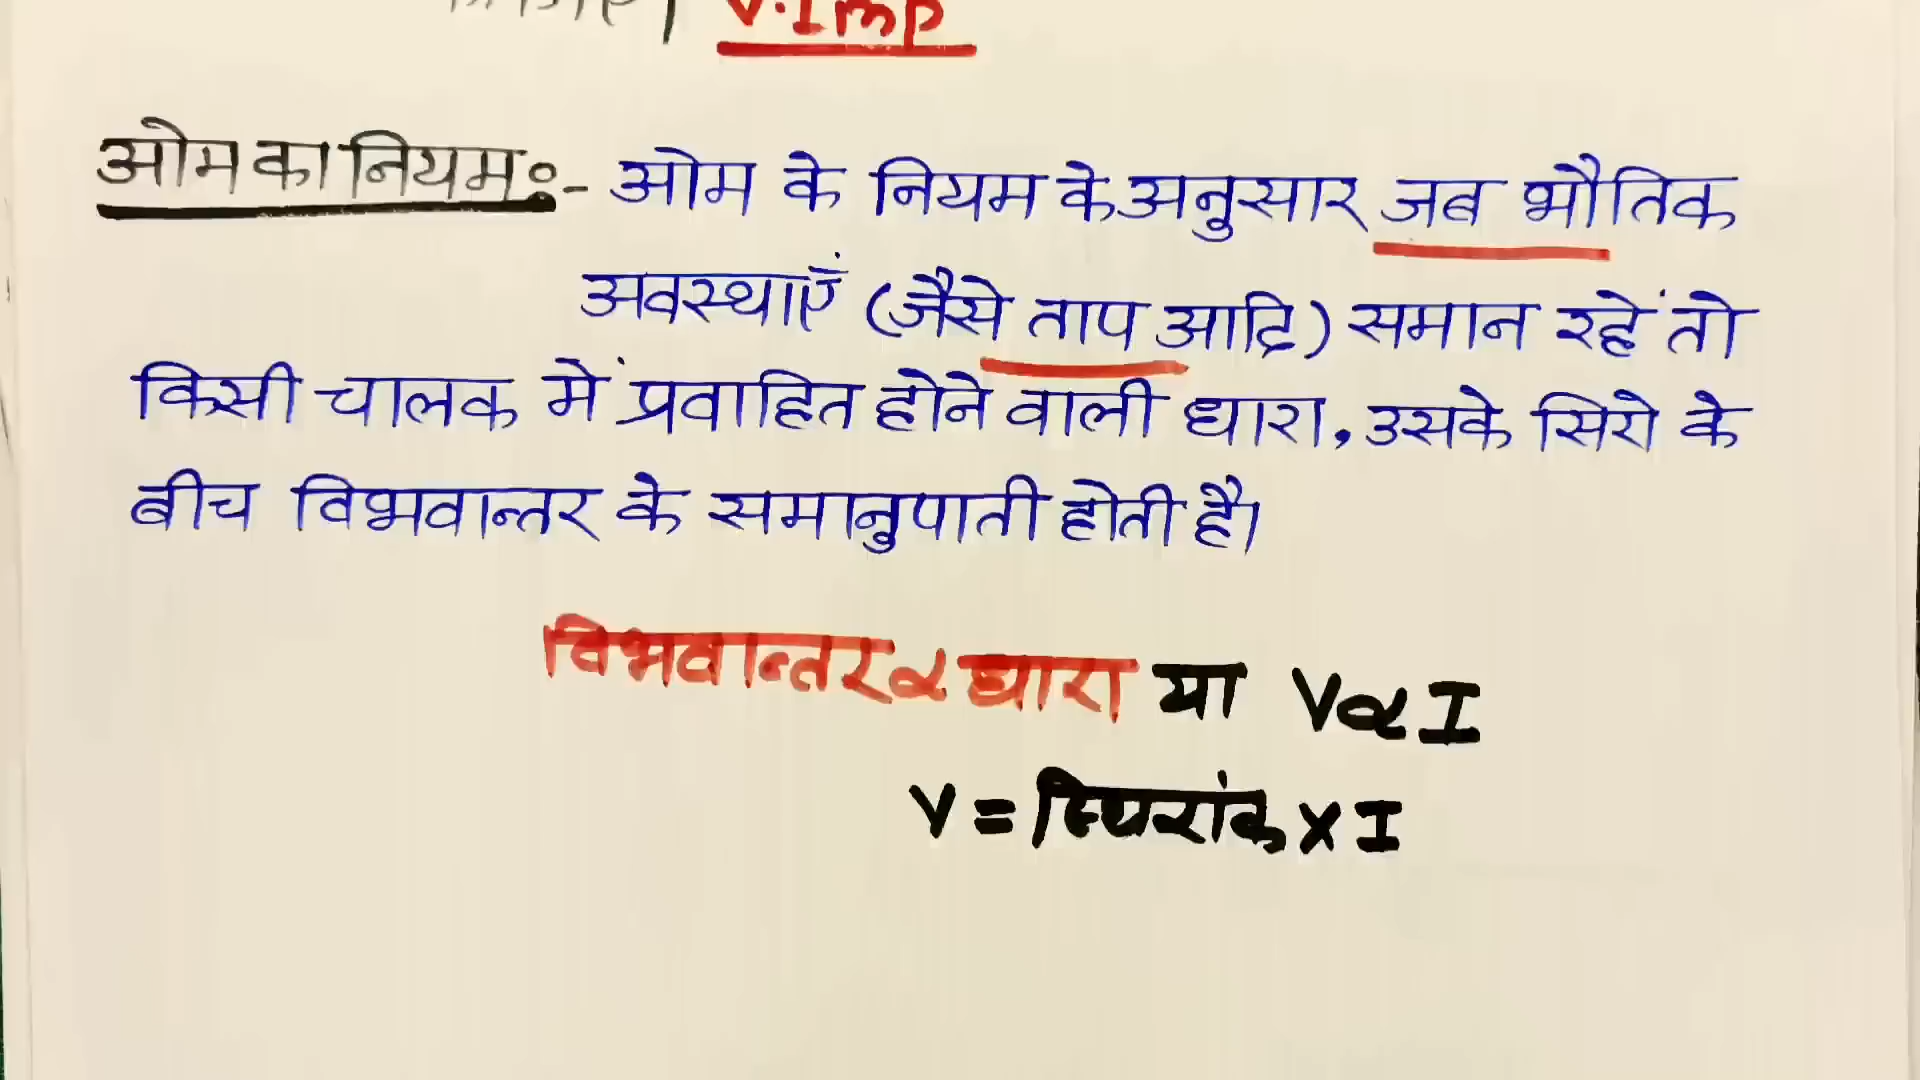 V.Imp
ओम का नियम:- ओम के नियम के अनुसार जब भौतिक
अवस्थाएं (जैसे ताप आदि) समान रहें तो
किसी चालक में प्रवाहित होने वाली धारा, उसके सिरो के
बीच विभवान्तर के समानुपाती होती है।
विभवान्तर ∝ धारा या V ∝ I
V = स्थिरांक X I